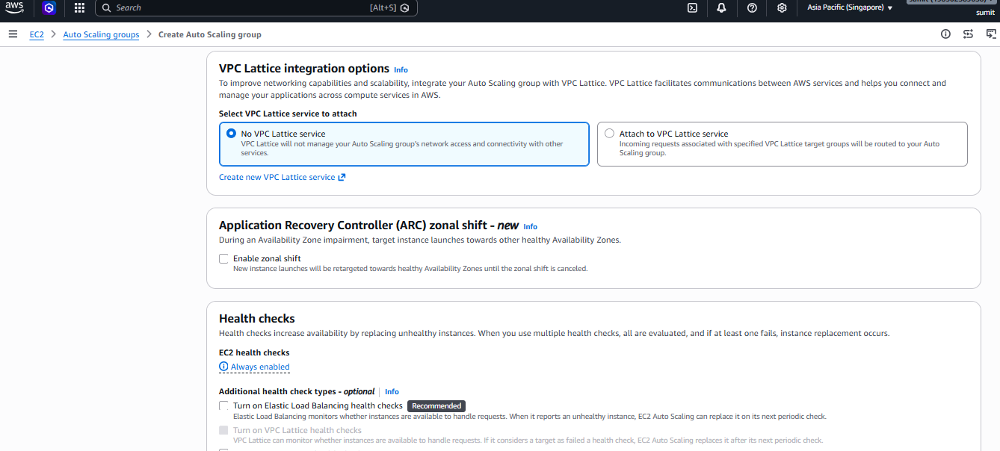 aws
Search [Alt+S]
Asia Pacific (Singapore)
sumit
EC2 > Auto Scaling groups > Create Auto Scaling group
VPC Lattice integration options Info
To improve networking capabilities and scalability, integrate your Auto Scaling group with VPC Lattice. VPC Lattice facilitates communications between AWS services and helps you connect and
manage your applications across compute services in AWS.
Select VPC Lattice service to attach
No VPC Lattice service
VPC Lattice will not manage your Auto Scaling group's network access and connectivity with other
services.
Attach to VPC Lattice service
Incoming requests associated with specified VPC Lattice target groups will be routed to your Auto
Scaling group.
Create new VPC Lattice service
Application Recovery Controller (ARC) zonal shift - new Info
During an Availability Zone impairment, target instance launches towards other healthy Availability Zones.
Enable zonal shift
New instance launches will be retargeted towards healthy Availability Zones until the zonal shift is canceled.
Health checks
Health checks increase availability by replacing unhealthy instances. When you use multiple health checks, all are evaluated, and if at least one fails, instance replacement occurs.
EC2 health checks
Always enabled
Additional health check types - optional Info
Turn on Elastic Load Balancing health checks Recommended
Elastic Load Balancing monitors whether instances are available to handle requests. When it reports an unhealthy instance, EC2 Auto Scaling can replace it on its next periodic check.
Turn on VPC Lattice health checks
VPC Lattice can monitor whether instances are available to handle requests. If it considers a target as failed a health check, EC2 Auto Scaling replaces it after its next periodic check.